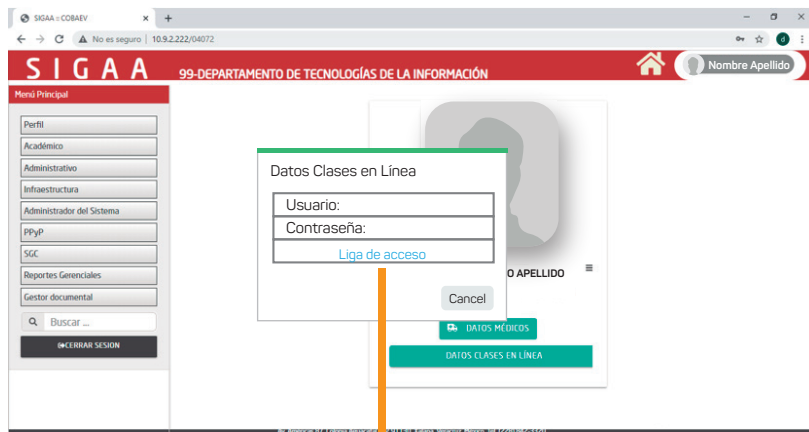 SIGAA :: COBAEV
No es seguro | 10.9.2.222/04072
d
SIGAA
99-DEPARTAMENTO DE TECNOLOGÍAS DE LA INFORMACIÓN
Nombre Apellido
Menú Principal
Perfil
Académico
Administrativo
Infraestructura
Administrador del Sistema
PPyP
SGC
Reportes Gerenciales
Gestor documental
Buscar ...
CERRAR SESION
Datos Clases en Línea
Usuario:
Contraseña:
Liga de acceso
Cancel
O APELLIDO
DATOS MÉDICOS
DATOS CLASES EN LÍNEA